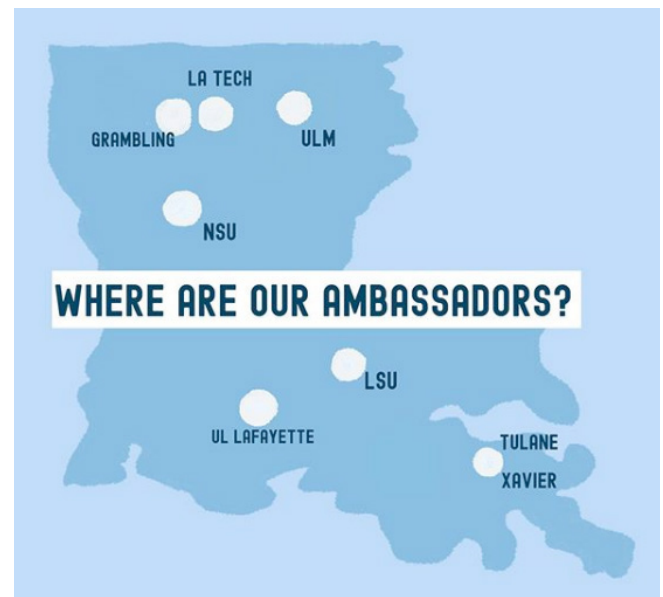 LA TECH
GRAMBLING
ULM
NSU
WHERE ARE OUR AMBASSADORS?
LSU
UL LAFAYETTE
TULANE
XAVIER